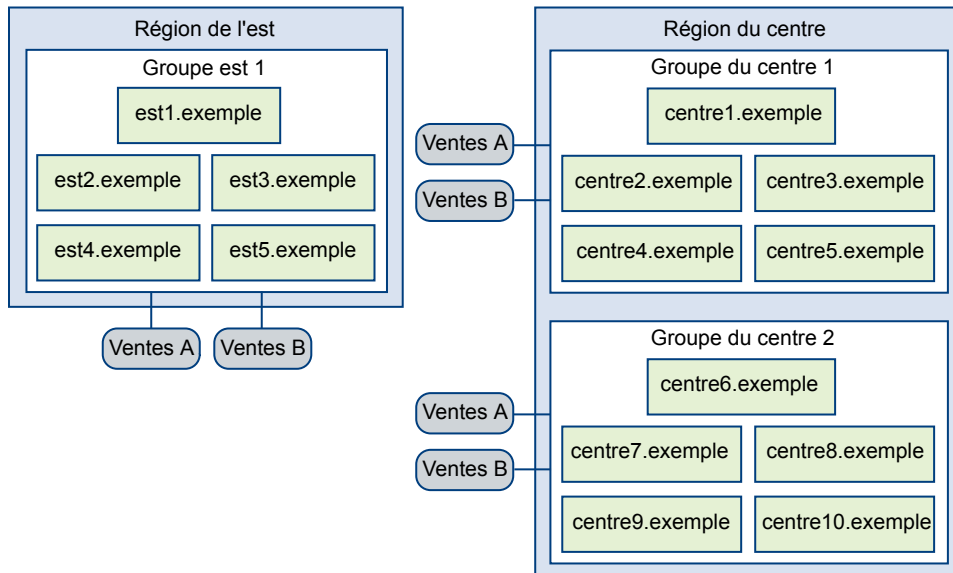 Région de l'est
Groupe est 1
est1.exemple
est2.exemple
est3.exemple
est4.exemple
est5.exemple
Ventes A
Ventes B
Région du centre
Groupe du centre 1
centre1.exemple
Ventes A
centre2.exemple
centre3.exemple
Ventes B
centre4.exemple
centre5.exemple
Groupe du centre 2
centre6.exemple
Ventes A
centre7.exemple
centre8.exemple
Ventes B
centre9.exemple
centre10.exemple